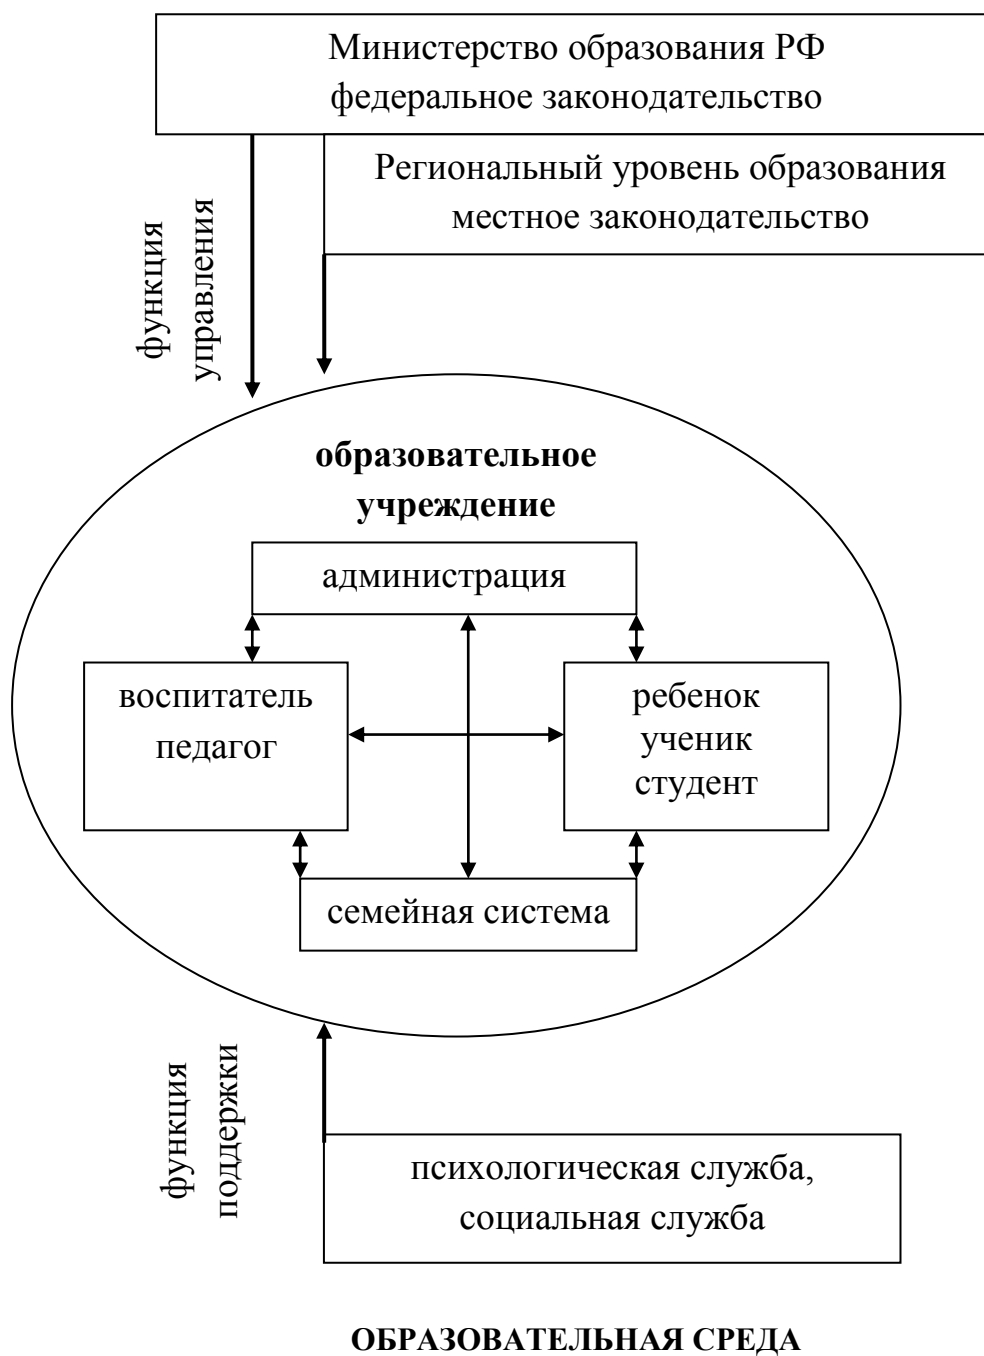 Министерство образования РФ
федеральное законодательство
Региональный уровень образования
местное законодательство
функция
управления
образовательное
учреждение
администрация
воспитатель
педагог
ребенок
ученик
студент
семейная система
функция
поддержки
психологическая служба,
социальная служба
ОБРАЗОВАТЕЛЬНАЯ СРЕДА